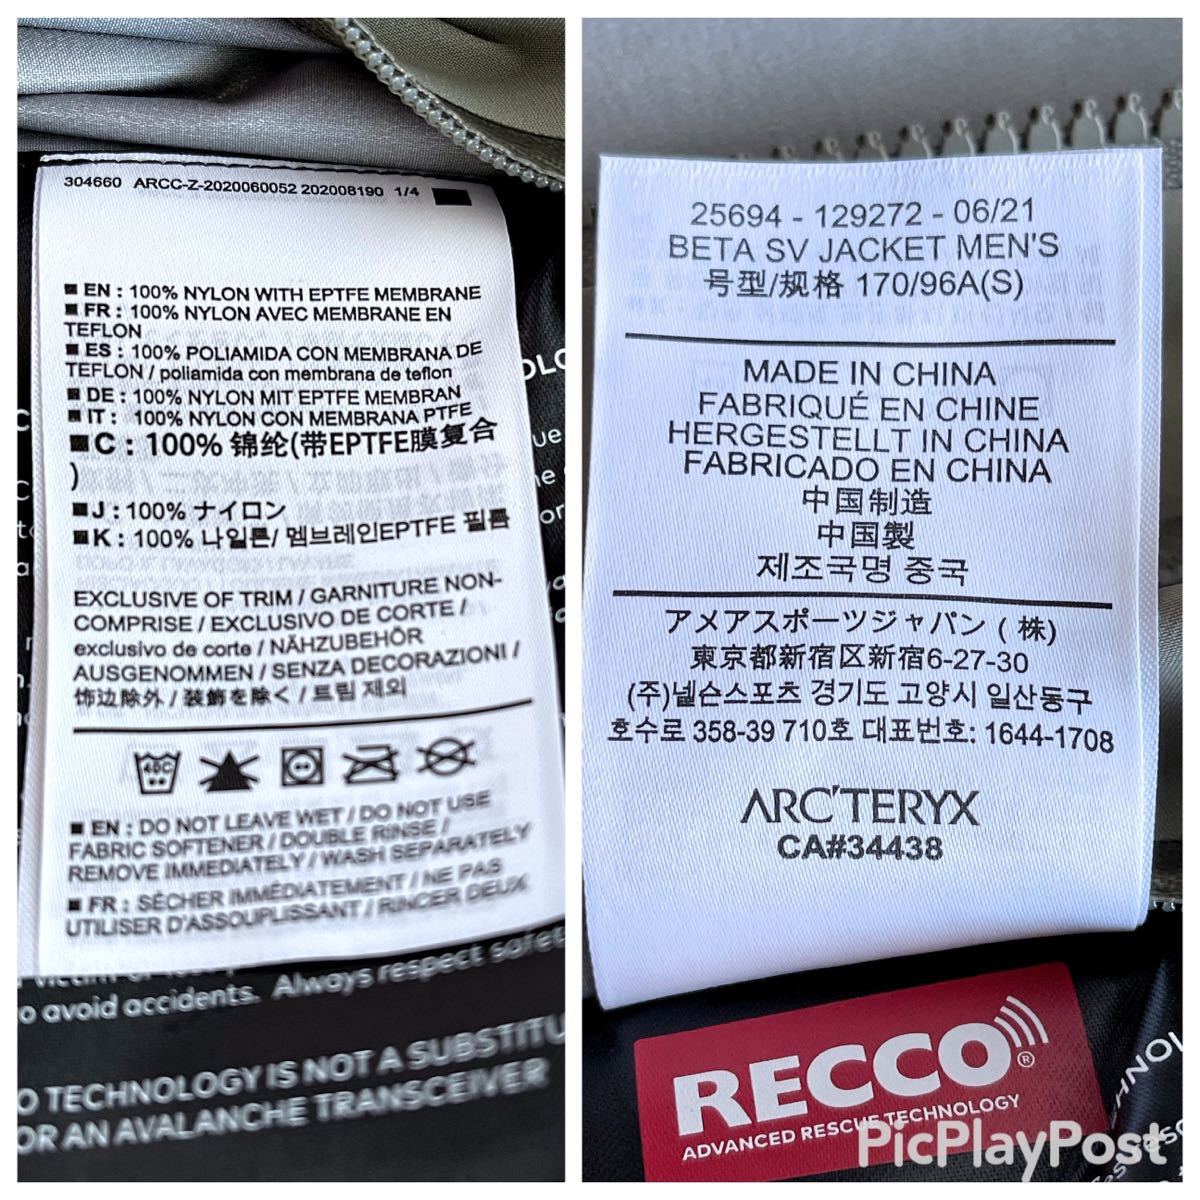 304660 ARCC-Z-2020060052 202008190 1/4
EN : 100% NYLON WITH EPTFE MEMBRANE
FR : 100% NYLON AVEC MEMBRANE EN
TEFLON
ES : 100% POLIAMIDA CON MEMBRANA DE
TEFLON / poliamida con membrana de teflon
DE : 100% NYLON MIT EPTFE MEMBRAN
IT : 100% NYLON CON MEMBRANA PTFE
C : 100% 锦纶(带EPTFE膜复合
)
J : 100% ナイロン
K : 100% 나일론/ 멤브레인EPTFE 필름
EXCLUSIVE OF TRIM / GARNITURE NON-
COMPRISE / EXCLUSIVO DE CORTE /
exclusivo de corte / NÄHZUBEHÖR
AUSGENOMMEN / SENZA DECORAZIONI /
饰边除外 / 装飾を除く / 트림 제외
40C
EN : DO NOT LEAVE WET / DO NOT USE
FABRIC SOFTENER / DOUBLE RINSE /
REMOVE IMMEDIATELY / WASH SEPARATELY
FR : SÉCHER IMMÉDIATEMENT / NE PAS
UTILISER D'ASSOUPLISSANT / RINCER DEUX
o avoid accidents. Always respect safet
O TECHNOLOGY IS NOT A SUBSTITU
OR AN AVALANCHE TRANSCEIVER
25694 - 129272 - 06/21
BETA SV JACKET MEN'S
号型/规格 170/96A(S)
MADE IN CHINA
FABRIQUÉ EN CHINE
HERGESTELLT IN CHINA
FABRICADO EN CHINA
中国制造
中国製
제조국명 중국
アメアスポーツジャパン ( 株)
東京都新宿区新宿6-27-30
(주)넬슨스포츠 경기도 고양시 일산동구
호수로 358-39 710호 대표번호: 1644-1708
ARC'TERYX
CA#34438
RECCO®
ADVANCED RESCUE TECHNOLOGY
PicPlayPost